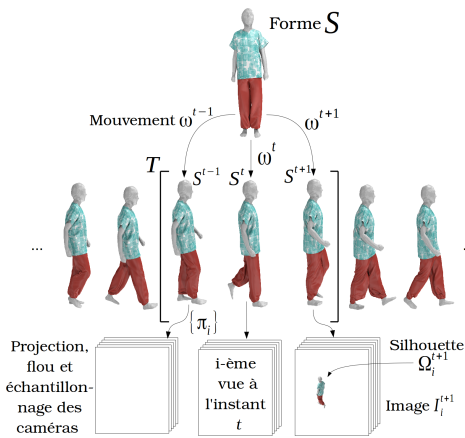 Forme S
Mouvement ω^{t-1}
ω^{t+1}
ω^t
T
S^{t-1}
S^t
S^{t+1}
...
...
{π_i}
Projection,
flou et
échantillon-
nage des
caméras
i-ème
vue à
l'instant
t
Silhouette
Ω_i^{t+1}
Image I_i^{t+1}